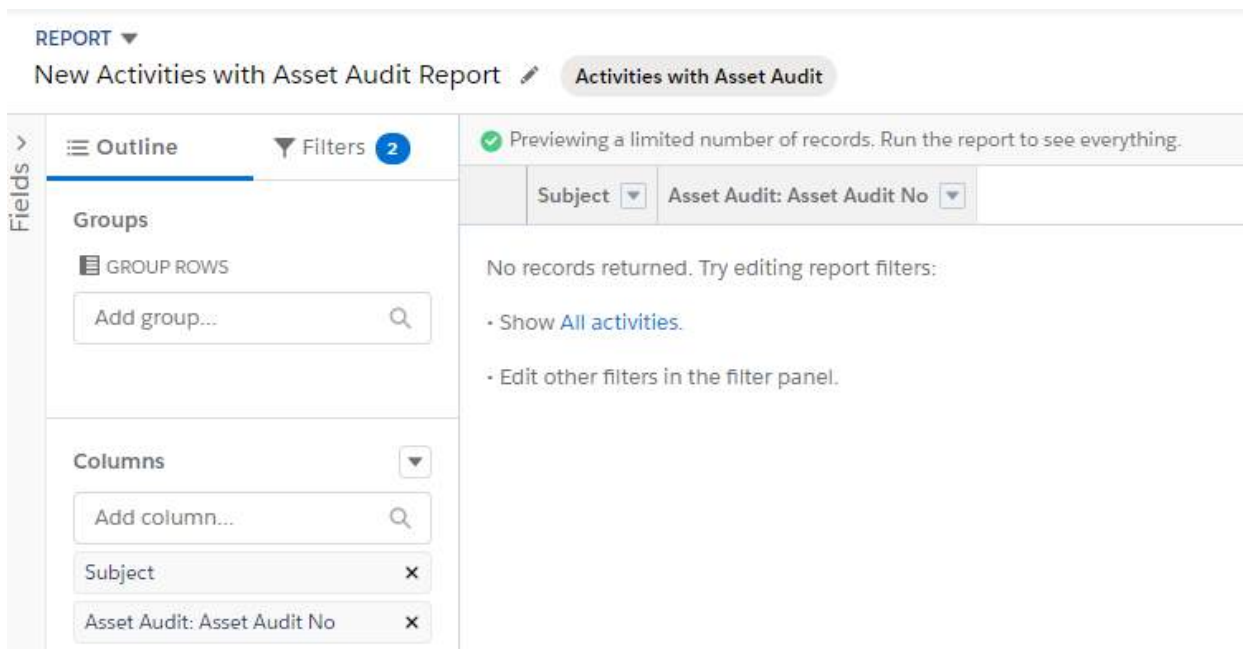 REPORT
New Activities with Asset Audit Report
Activities with Asset Audit
Fields
Outline
Filters 2
Previewing a limited number of records. Run the report to see everything.
Subject
Asset Audit: Asset Audit No
Groups
GROUP ROWS
Add group...
No records returned. Try editing report filters:
• Show All activities.
• Edit other filters in the filter panel.
Columns
Add column...
Subject
Asset Audit: Asset Audit No